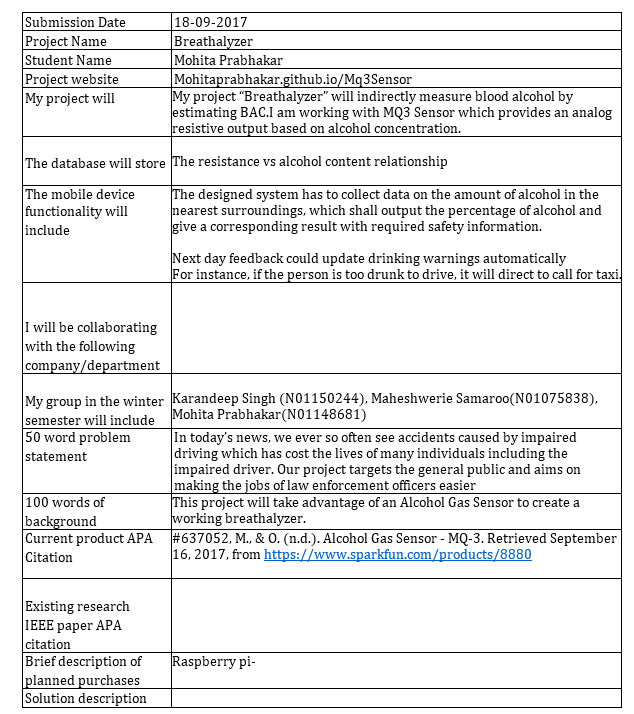 Submission Date 18-09-2017
Project Name Breathalyzer
Student Name Mohita Prabhakar
Project website Mohitaprabhakar.github.io/Mq3Sensor
My project will
My project “Breathalyzer” will indirectly measure blood alcohol by
estimating BAC.I am working with MQ3 Sensor which provides an analog
resistive output based on alcohol concentration.
The database will store The resistance vs alcohol content relationship
The mobile device
functionality will
include
The designed system has to collect data on the amount of alcohol in the
nearest surroundings, which shall output the percentage of alcohol and
give a corresponding result with required safety information.
Next day feedback could update drinking warnings automatically
For instance, if the person is too drunk to drive, it will direct to call for taxi.
I will be collaborating
with the following
company/department
My group in the winter
semester will include
Karandeep Singh (N01150244), Maheshwerie Samaroo(N01075838),
Mohita Prabhakar(N01148681)
50 word problem
statement
In today’s news, we ever so often see accidents caused by impaired
driving which has cost the lives of many individuals including the
impaired driver. Our project targets the general public and aims on
making the jobs of law enforcement officers easier
100 words of
background
This project will take advantage of an Alcohol Gas Sensor to create a
working breathalyzer.
Current product APA
Citation
#637052, M., & O. (n.d.). Alcohol Gas Sensor - MQ-3. Retrieved September
16, 2017, from https://www.sparkfun.com/products/8880
Existing research
IEEE paper APA
citation
Brief description of
planned purchases
Raspberry pi-
Solution description